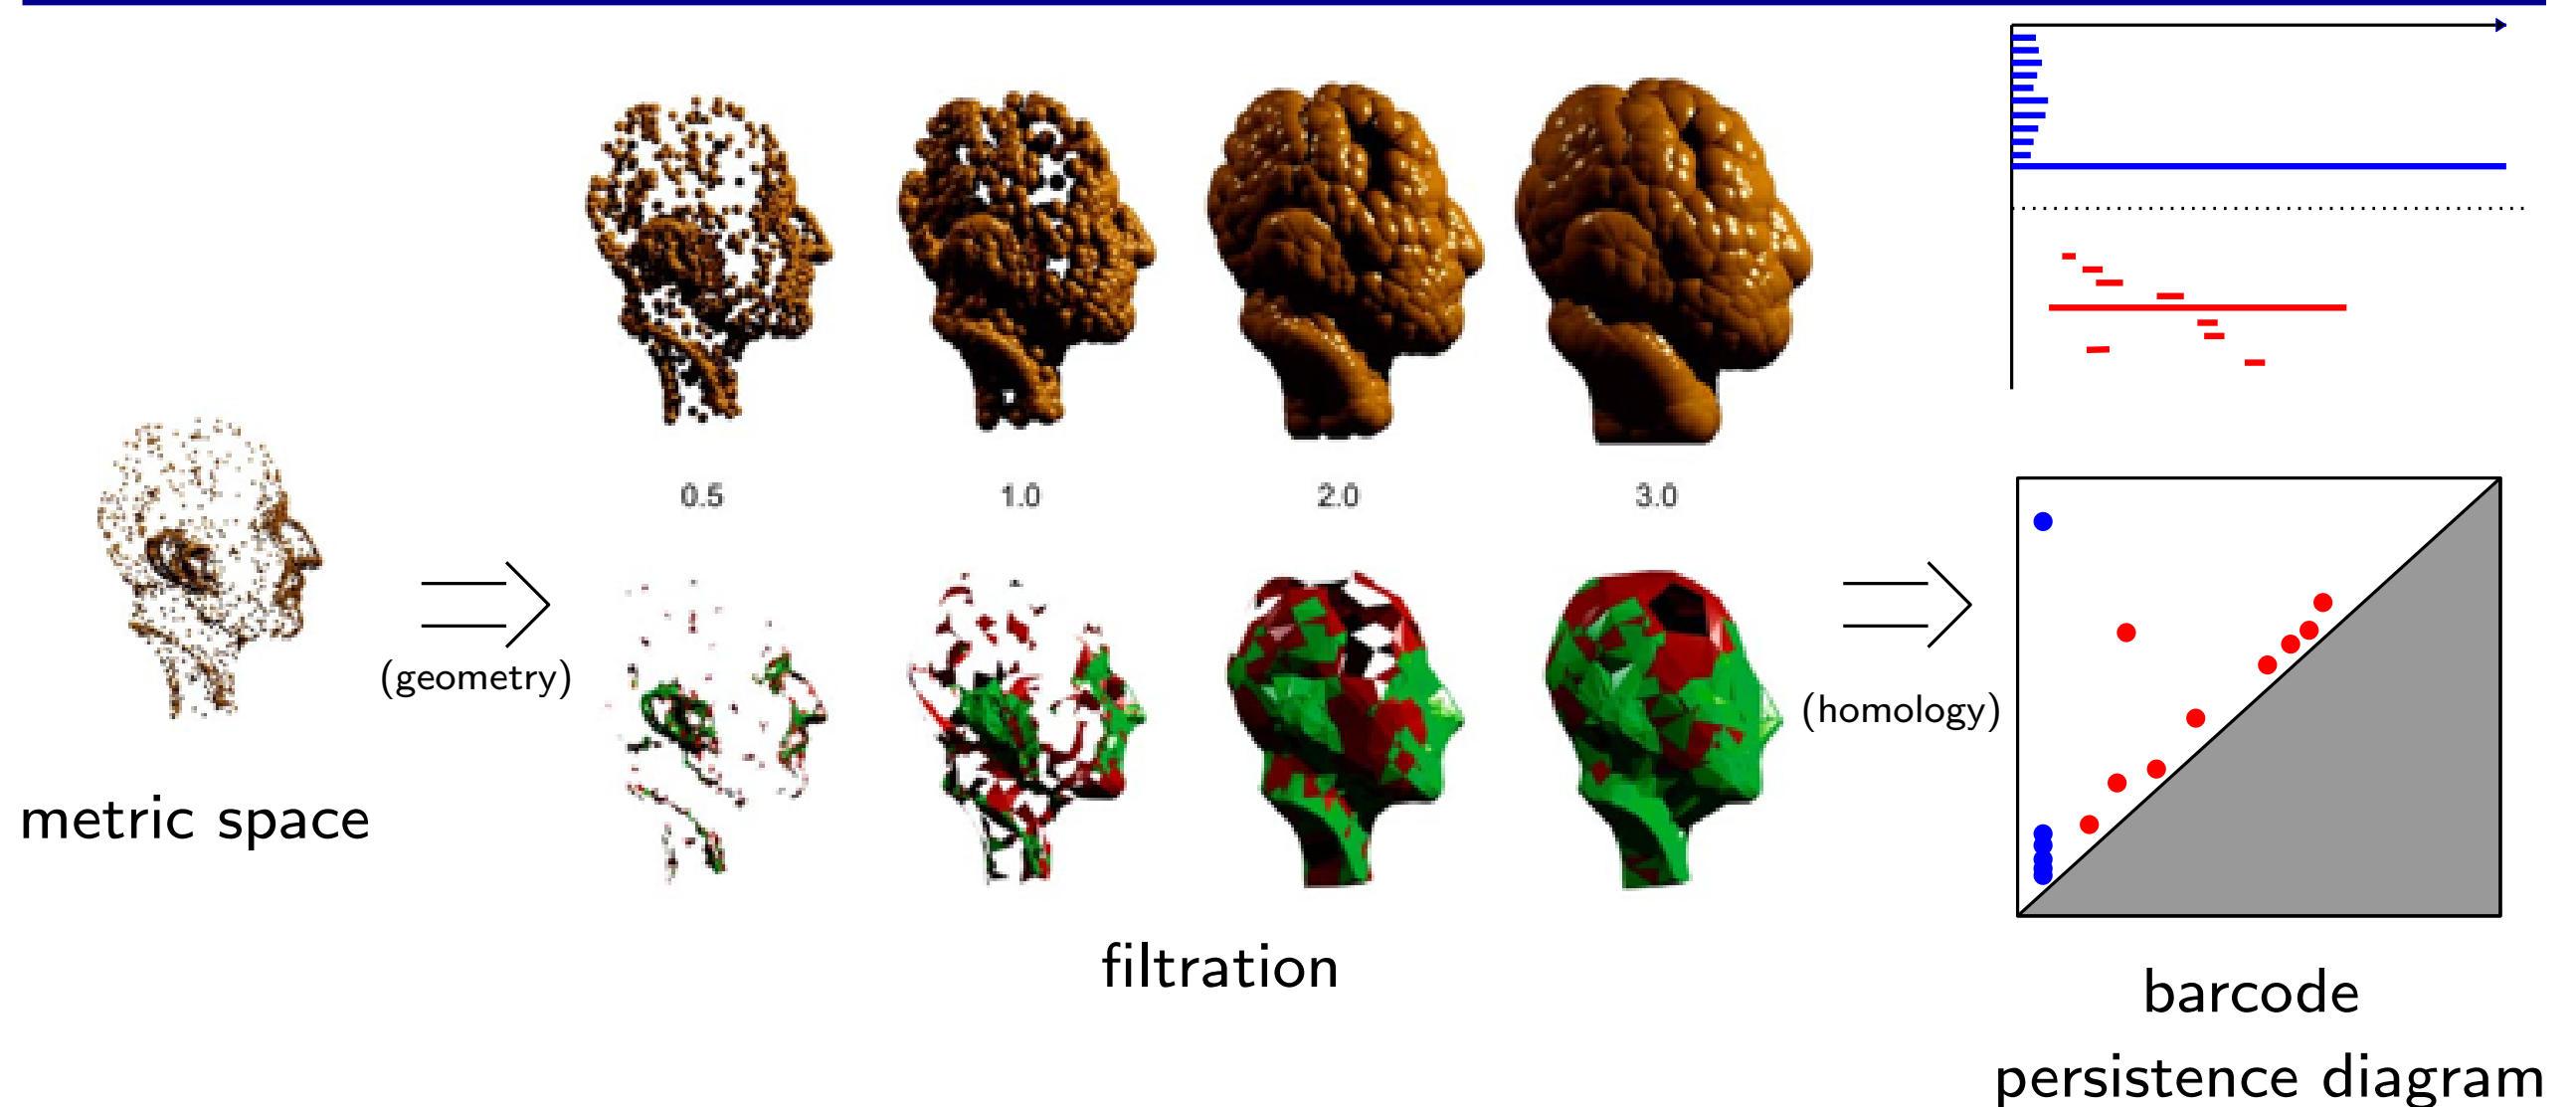 0.5 1.0 2.0 3.0
(geometry)
(homology)
metric space
filtration
barcode
persistence diagram